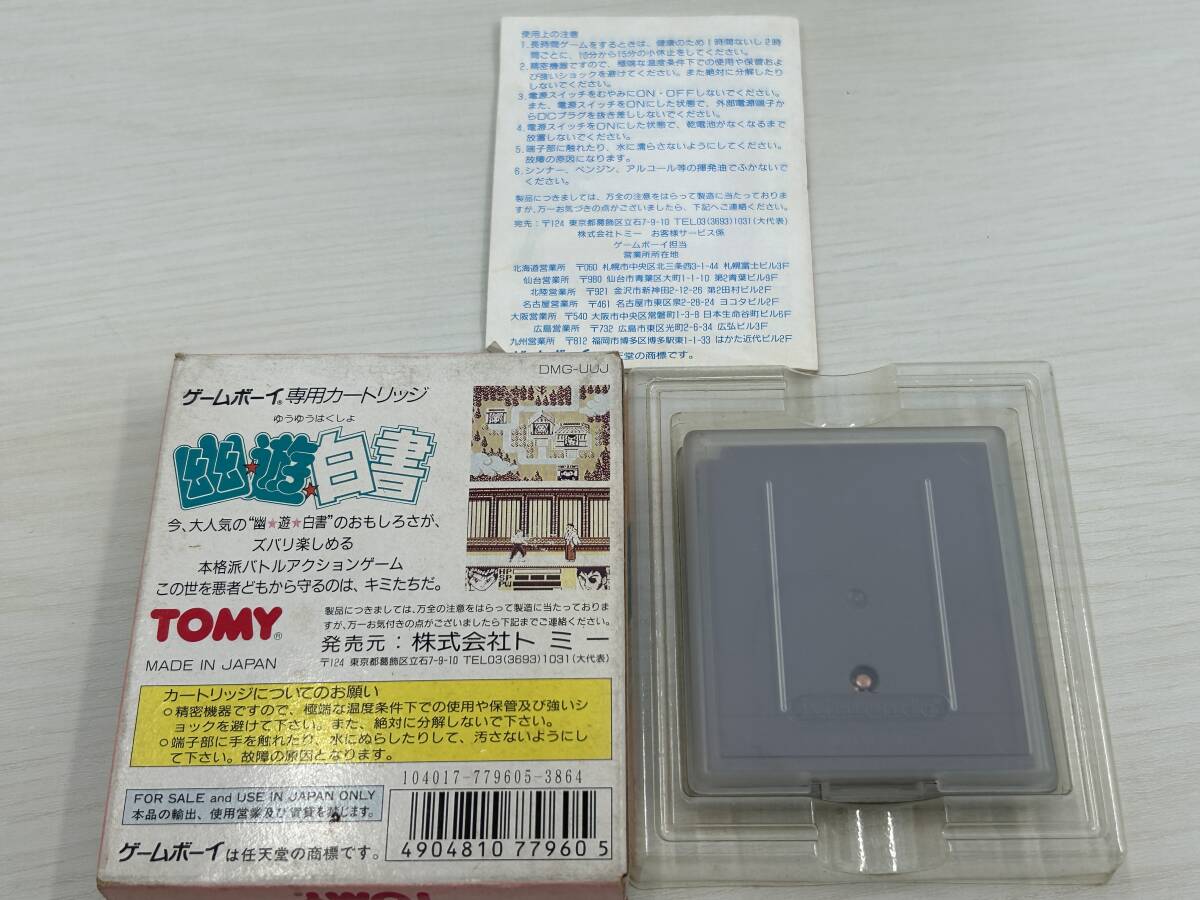 使用上の注意
1.長時間ゲームをするときは、健康のため1時間ないし2時
間ごとに、10分から15分の小休止をしてください。
2.精密機器ですので、極端な温度条件下での使用や保管およ
び強いショックを避けてください。また絶対に分解したり
しないでください。
3.電源スイッチをむやみにON・OFFしないでください。
また、電源スイッチをONにした状態で、外部電源端子か
らDCプラグを抜き差ししないでください。
4.電源スイッチをONにした状態で、乾電池がなくなるまで
放置しないでください。
5.端子部に触れたり、水に濡らさないようにしてください。
故障の原因になります。
6.シンナー、ベンジン、アルコール等の揮発油でふかないで
ください。
製品につきましては、万全の注意をはらって製造に当たっておりま
すが、万一お気づきの点がございましたら、下記へご連絡ください。
宛先:〒124 東京都葛飾区立石7-9-10 TEL03(3693)1031(大代表)
株式会社トミー お客様サービス係
ゲームボーイ担当
営業所所在地
北海道営業所 〒060 札幌市中央区北三条西3-1-44 札幌富士ビル3F
仙台営業所 〒980 仙台市青葉区大町1-1-10 第2青葉ビル9F
北陸営業所 〒921 金沢市新神田2-12-26 第2田村ビル
名古屋営業所 〒461 名古屋市東区泉2-28-24 ヨコタビル2F
大阪営業所 〒540 大阪市中央区常磐町1-3-8 日本生命谷町ビル6F
広島営業所 〒732 広島市東区光町2-6-34 広弘ビル3F
九州営業所 〒812 福岡市博多区博多駅東1-1-33 はかた近代ビル2F
ゲームボーイは任天堂の商標です。
DMG-UUJ
ゲームボーイ®専用カートリッジ
ゆうゆうはくしょ
幽★遊★白書
今、大人気の“幽★遊★白書”のおもしろさが、
ズバリ楽しめる
本格派バトルアクションゲーム
この世を悪者どもから守るのは、キミたちだ。
HP
SP
PW
TOMY®
MADE IN JAPAN
製品につきましては、万全の注意をはらって製造に当っておりま
すが、万一お気付きの点がございましたら下記までご連絡ください。
発売元:株式会社トミー
〒124 東京都葛飾区立石7-9-10 TEL03(3693)1031(大代表)
カートリッジについてのお願い
○精密機器ですので、極端な温度条件下での使用や保管及び強いシ
ョックを避けて下さい。また、絶対に分解しないで下さい。
○端子部に手を触れたり、水にぬらしたりして、汚さないようにし
て下さい。故障の原因となります。
104017-779605-3864
FOR SALE and USE IN JAPAN ONLY
本品の輸出、使用営業及び賃貸を禁じます。
4904810 779605
ゲームボーイは任天堂の商標です。
TOMY